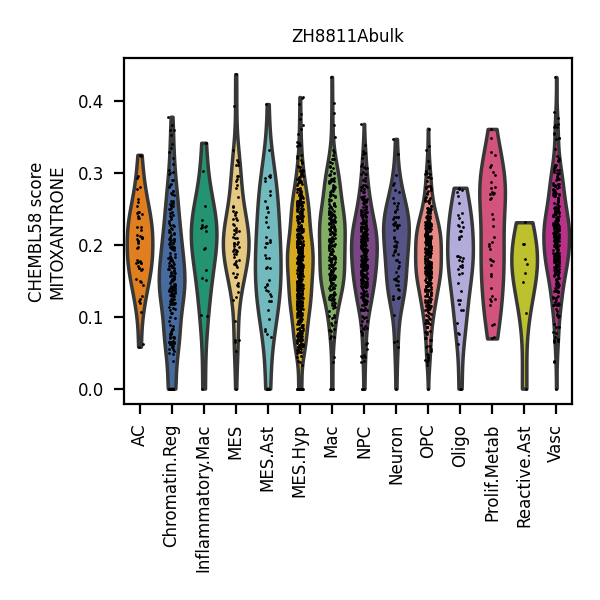 ZH8811Abulk
CHEMBL58 score
MITOXANTRONE
0.4
0.3
0.2
0.1
0.0
AC
Chromatin.Reg
Inflammatory.Mac
MES
MES.Ast
MES.Hyp
Mac
NPC
Neuron
OPC
Oligo
Prolif.Metab
Reactive.Ast
Vasc